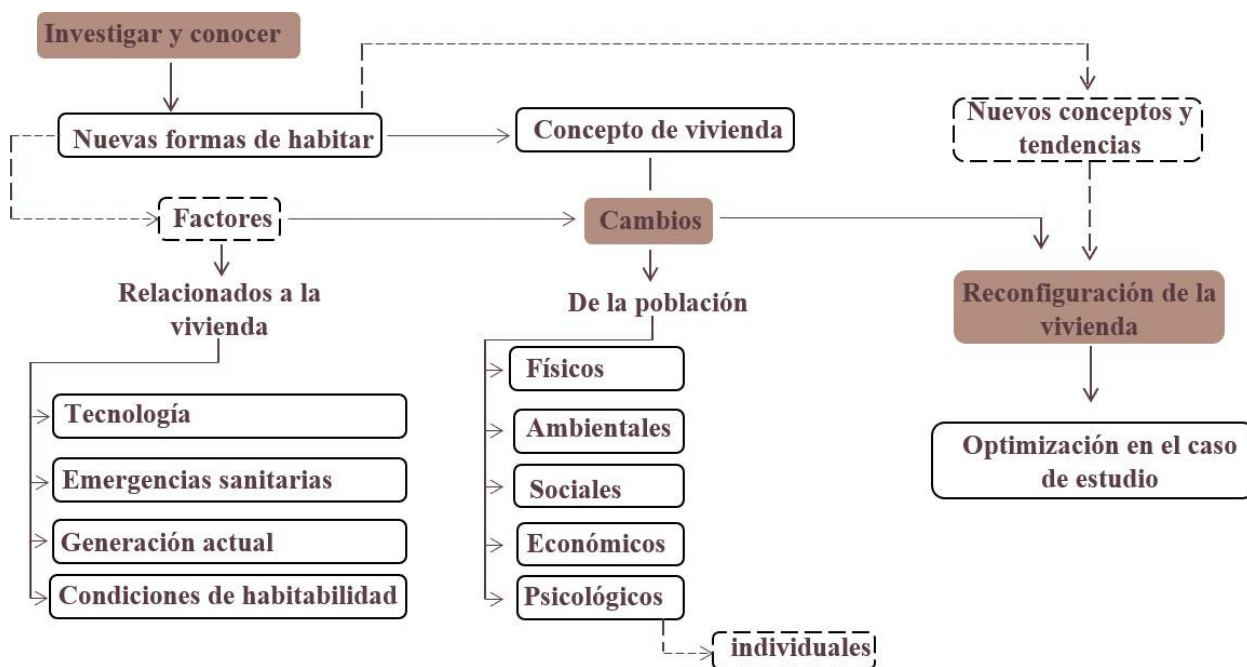 Investigar y conocer
Nuevas formas de habitar
Concepto de vivienda
Nuevos conceptos y
tendencias
Factores
Cambios
Relacionados a la
vivienda
De la población
Reconfiguración de la
vivienda
Tecnología
Emergencias sanitarias
Generación actual
Condiciones de habitabilidad
Físicos
Ambientales
Sociales
Económicos
Psicológicos
individuales
Optimización en el caso
de estudio